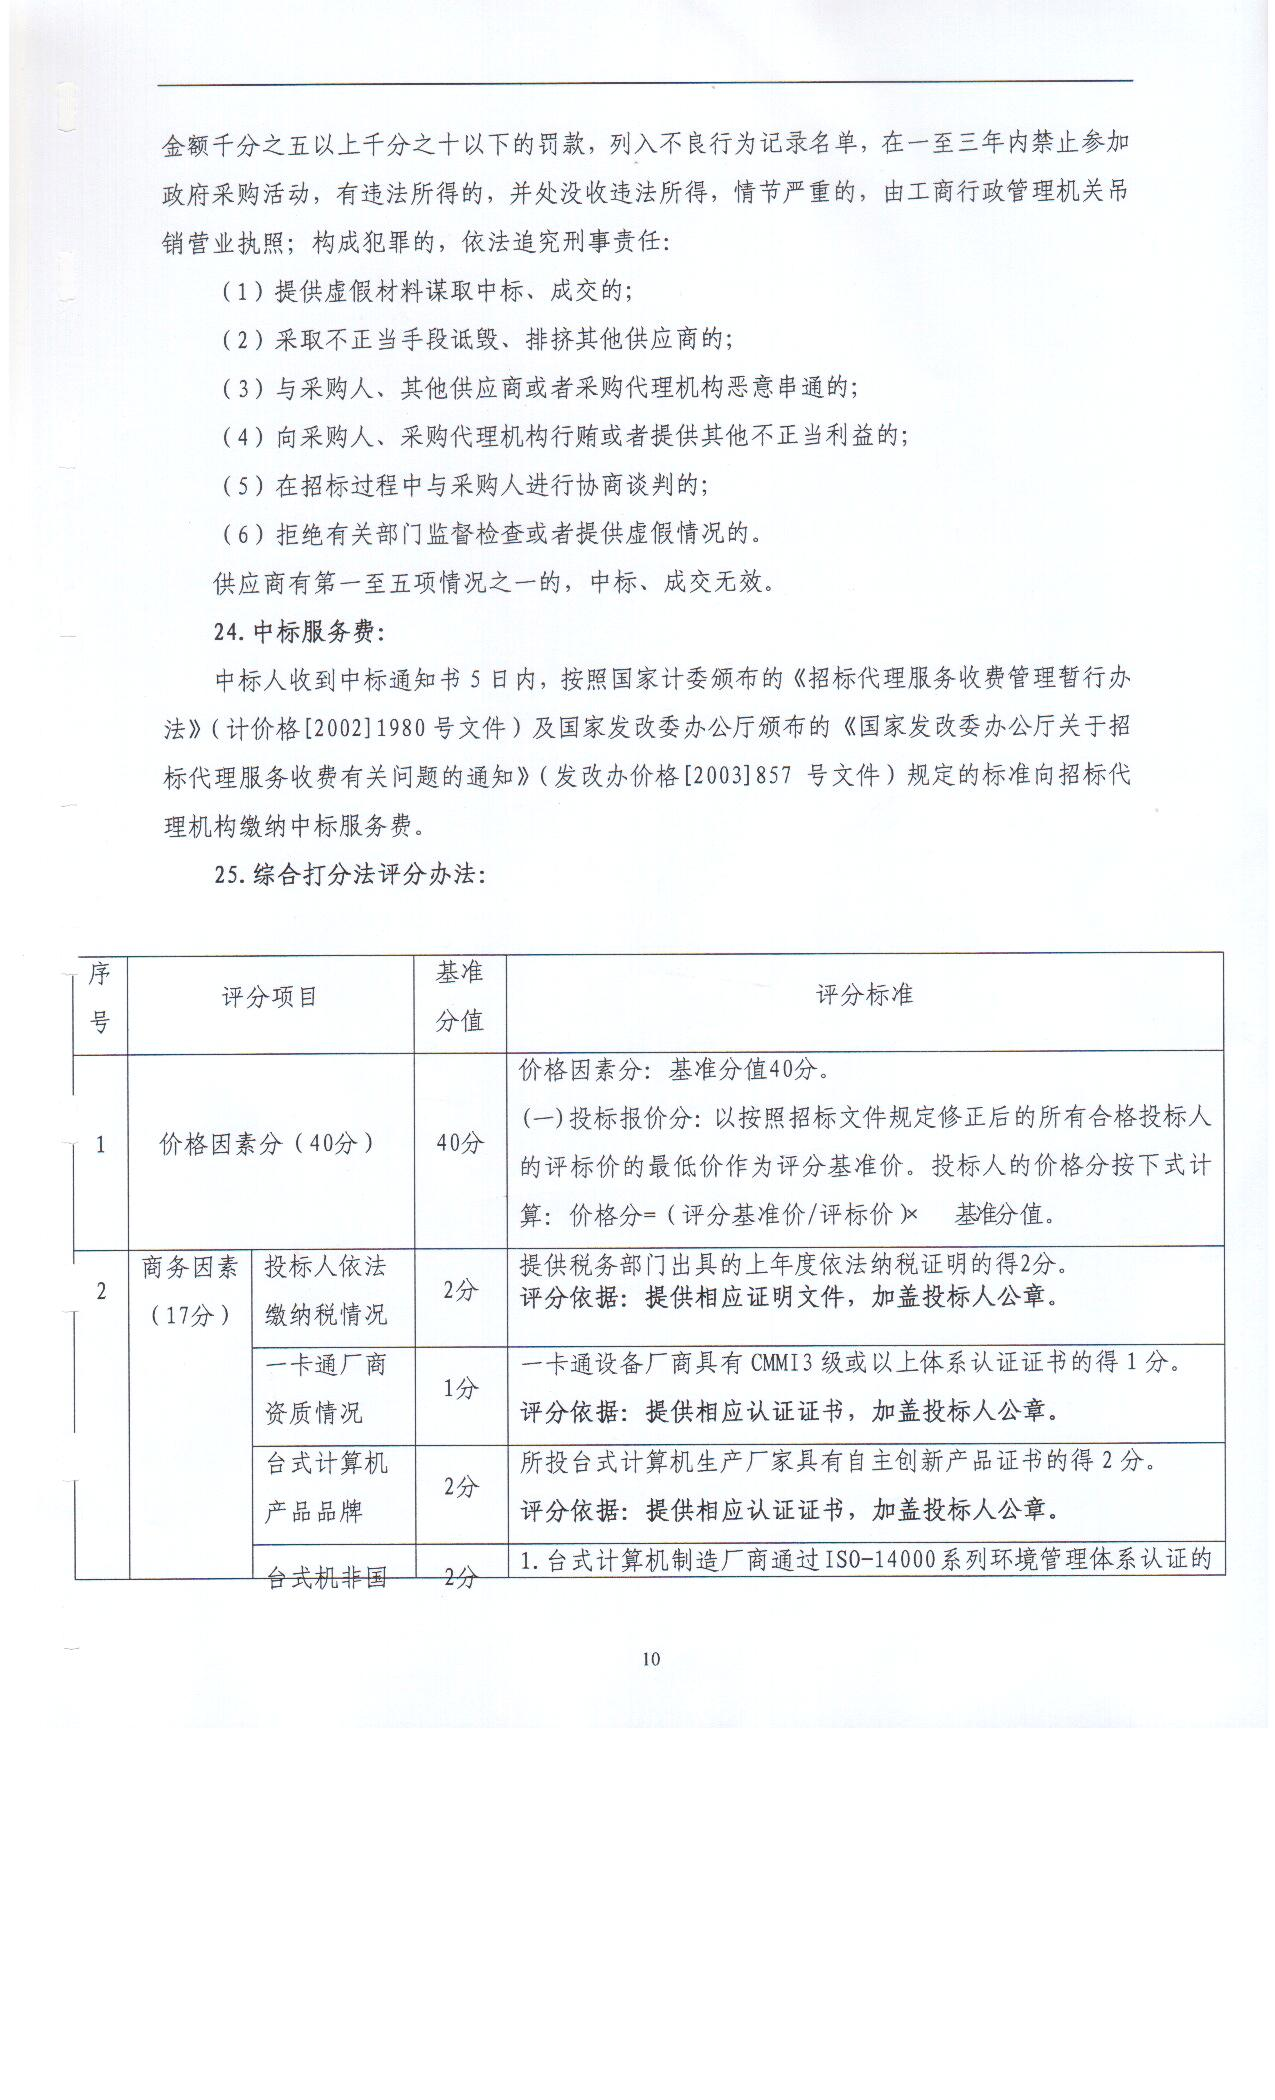 金额千分之五以上千分之十以下的罚款，列入不良行为记录名单，在一至三年内禁止参加
政府采购活动，有违法所得的，并处没收违法所得，情节严重的，由工商行政管理机关吊
销营业执照；构成犯罪的，依法追究刑事责任：
（1）提供虚假材料谋取中标、成交的；
（2）采取不正当手段诋毁、排挤其他供应商的；
（3）与采购人、其他供应商或者采购代理机构恶意串通的；
（4）向采购人、采购代理机构行贿或者提供其他不正当利益的；
（5）在招标过程中与采购人进行协商谈判的；
（6）拒绝有关部门监督检查或者提供虚假情况的。
供应商有第一至五项情况之一的，中标、成交无效。
24.中标服务费：
中标人收到中标通知书 5 日内，按照国家计委颁布的《招标代理服务收费管理暂行办
法》（计价格[2002]1980 号文件）及国家发改委办公厅颁布的《国家发改委办公厅关于招
标代理服务收费有关问题的通知》（发改办价格[2003]857 号文件）规定的标准向招标代
理机构缴纳中标服务费。
25.综合打分法评分办法：
序
号
评分项目
基准
分值
评分标准
1
价格因素分（40分）
40分
价格因素分：基准分值40分。
(一)投标报价分：以按照招标文件规定修正后的所有合格投标人
的评标价的最低价作为评分基准价。投标人的价格分按下式计
算：价格分=（评分基准价/评标价）× 基准分值。
2
商务因素
（17分）
投标人依法
缴纳税情况
2分
提供税务部门出具的上年度依法纳税证明的得2分。
评分依据：提供相应证明文件，加盖投标人公章。
一卡通厂商
资质情况
1分
一卡通设备厂商具有 CMMI3 级或以上体系认证证书的得 1 分。
评分依据：提供相应认证证书，加盖投标人公章。
台式计算机
产品品牌
2分
所投台式计算机生产厂家具有自主创新产品证书的得 2 分。
评分依据：提供相应认证证书，加盖投标人公章。
台式机非国
2分
1.台式计算机制造厂商通过ISO-14000系列环境管理体系认证的
10